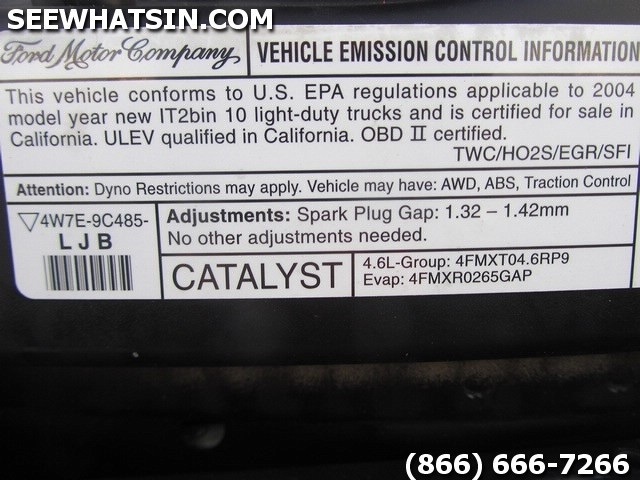 SEEWHATSIN.COM
Ford Motor Company
VEHICLE EMISSION CONTROL INFORMATION
This vehicle conforms to U.S. EPA regulations applicable to 2004
model year new IT2bin 10 light-duty trucks and is certified for sale in
California. ULEV qualified in California. OBD II certified.
TWC/HO2S/EGR/SFI
Attention: Dyno Restrictions may apply. Vehicle may have: AWD, ABS, Traction Control
▽4W7E-9C485-
LJB
Adjustments: Spark Plug Gap: 1.32 – 1.42mm
No other adjustments needed.
CATALYST
4.6L-Group: 4FMXT04.6RP9
Evap: 4FMXR0265GAP
(866) 666-7266